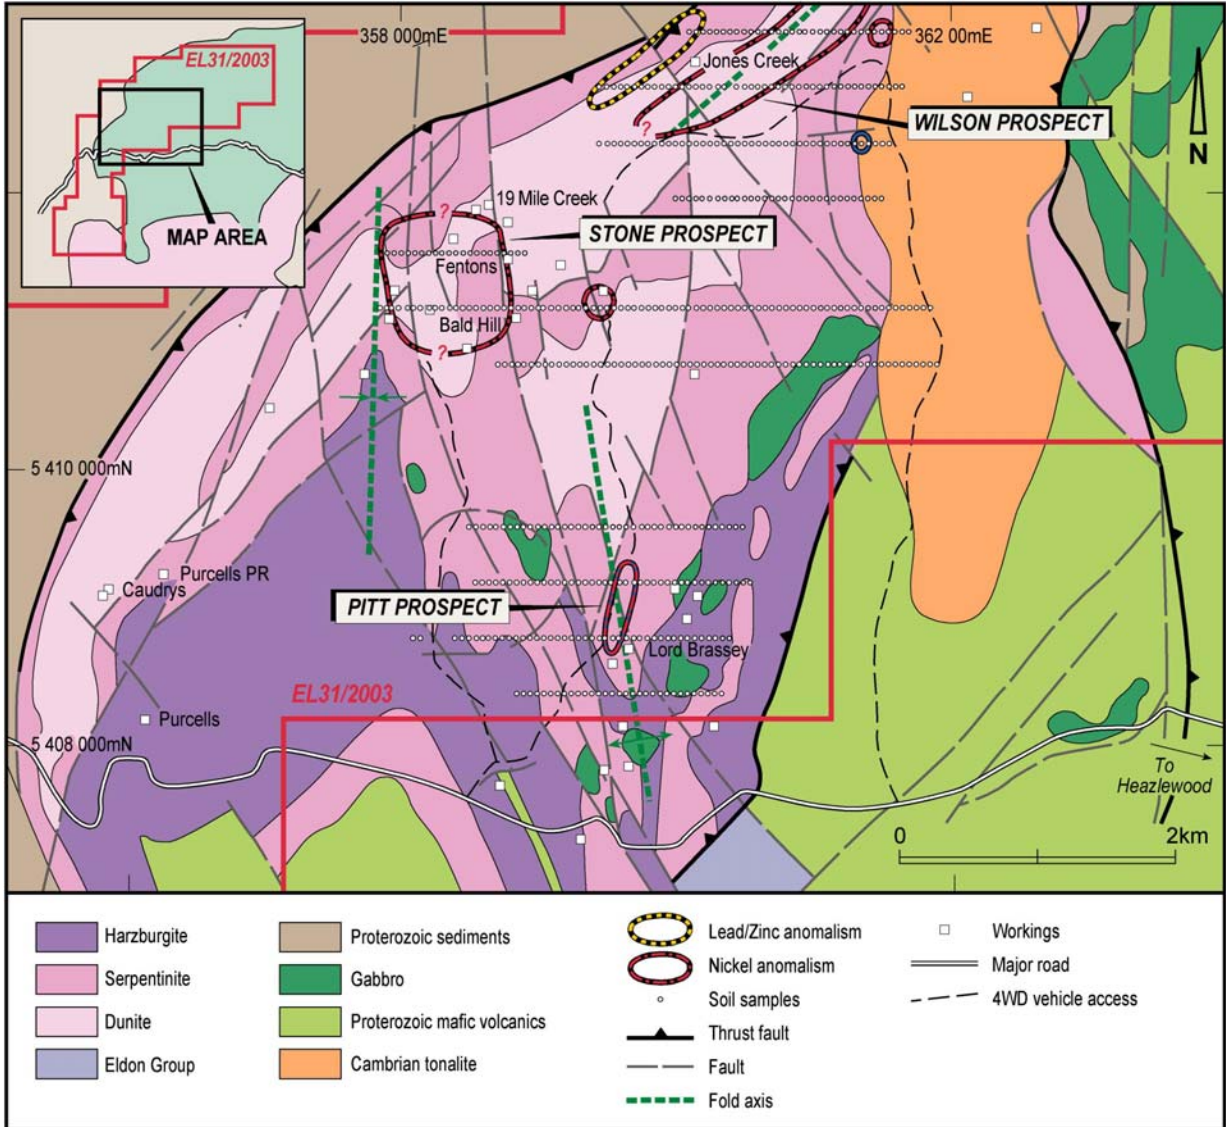 358 000mE
362 00mE
EL31/2003
MAP AREA
Jones Creek
WILSON PROSPECT
N
?
19 Mile Creek
?
STONE PROSPECT
Fentons
Bald Hill
?
5 410 000mN
Purcells PR
Caudrys
PITT PROSPECT
Lord Brassey
EL31/2003
Purcells
5 408 000mN
To
Heazlewood
0 2km
Harzburgite
Serpentinite
Dunite
Eldon Group
Proterozoic sediments
Gabbro
Proterozoic mafic volcanics
Cambrian tonalite
Lead/Zinc anomalism
Nickel anomalism
Soil samples
Thrust fault
Fault
Fold axis
Workings
Major road
4WD vehicle access